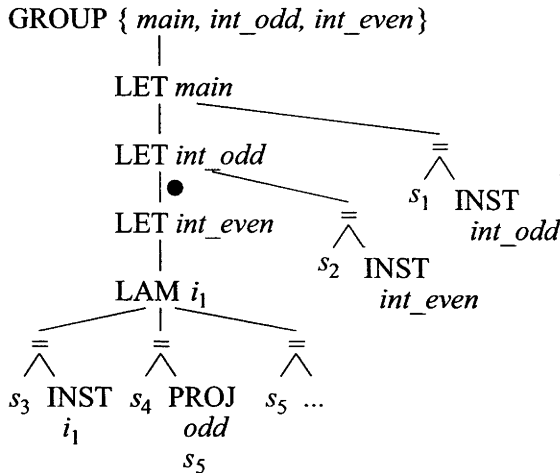 GROUP { main, int_odd, int_even}
LET main
LET int_odd
=
s1 INST
int_odd
LET int_even
=
s2 INST
int_even
LAM i1
= = =
s3 INST s4 PROJ s5 ...
i1 odd
s5